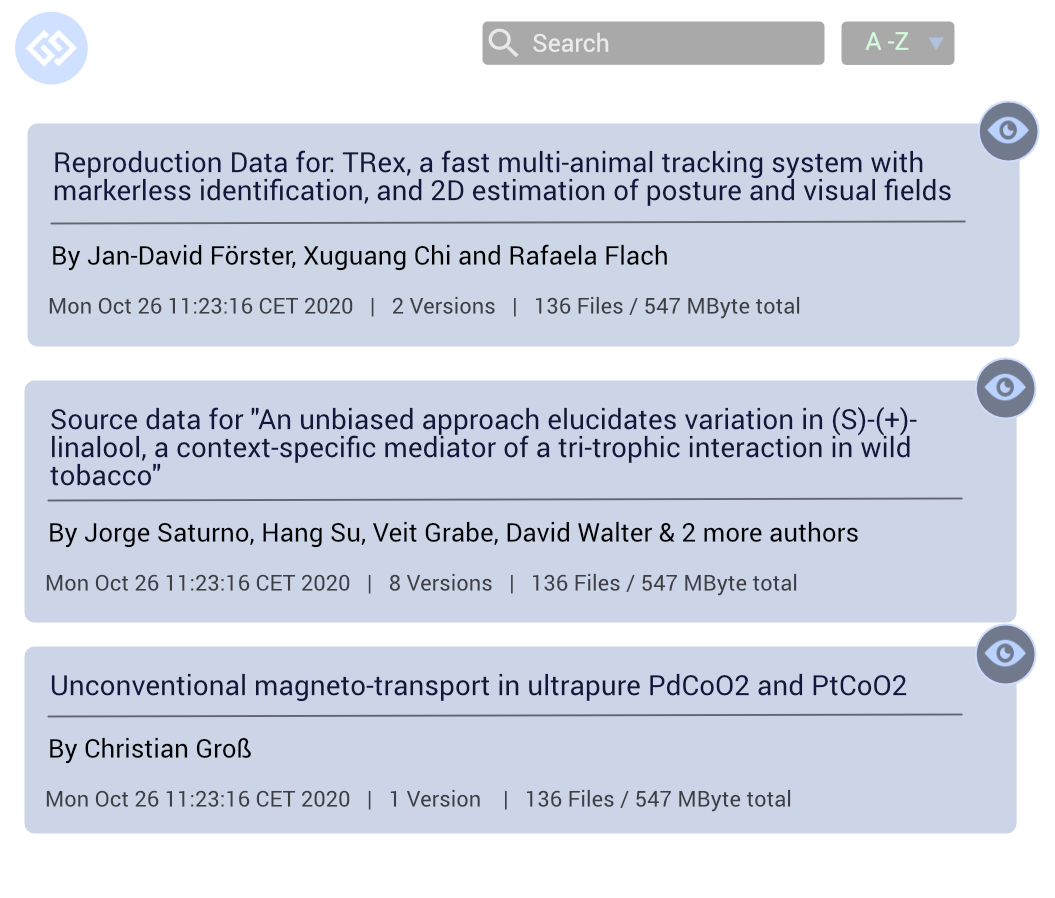 Search
A -Z
Reproduction Data for: TRex, a fast multi-animal tracking system with
markerless identification, and 2D estimation of posture and visual fields
By Jan-David Förster, Xuguang Chi and Rafaela Flach
Mon Oct 26 11:23:16 CET 2020 | 2 Versions | 136 Files / 547 MByte total
Source data for "An unbiased approach elucidates variation in (S)-(+)-
linalool, a context-specific mediator of a tri-trophic interaction in wild
tobacco"
By Jorge Saturno, Hang Su, Veit Grabe, David Walter & 2 more authors
Mon Oct 26 11:23:16 CET 2020 | 8 Versions | 136 Files / 547 MByte total
Unconventional magneto-transport in ultrapure PdCoO2 and PtCoO2
By Christian Groß
Mon Oct 26 11:23:16 CET 2020 | 1 Version | 136 Files / 547 MByte total